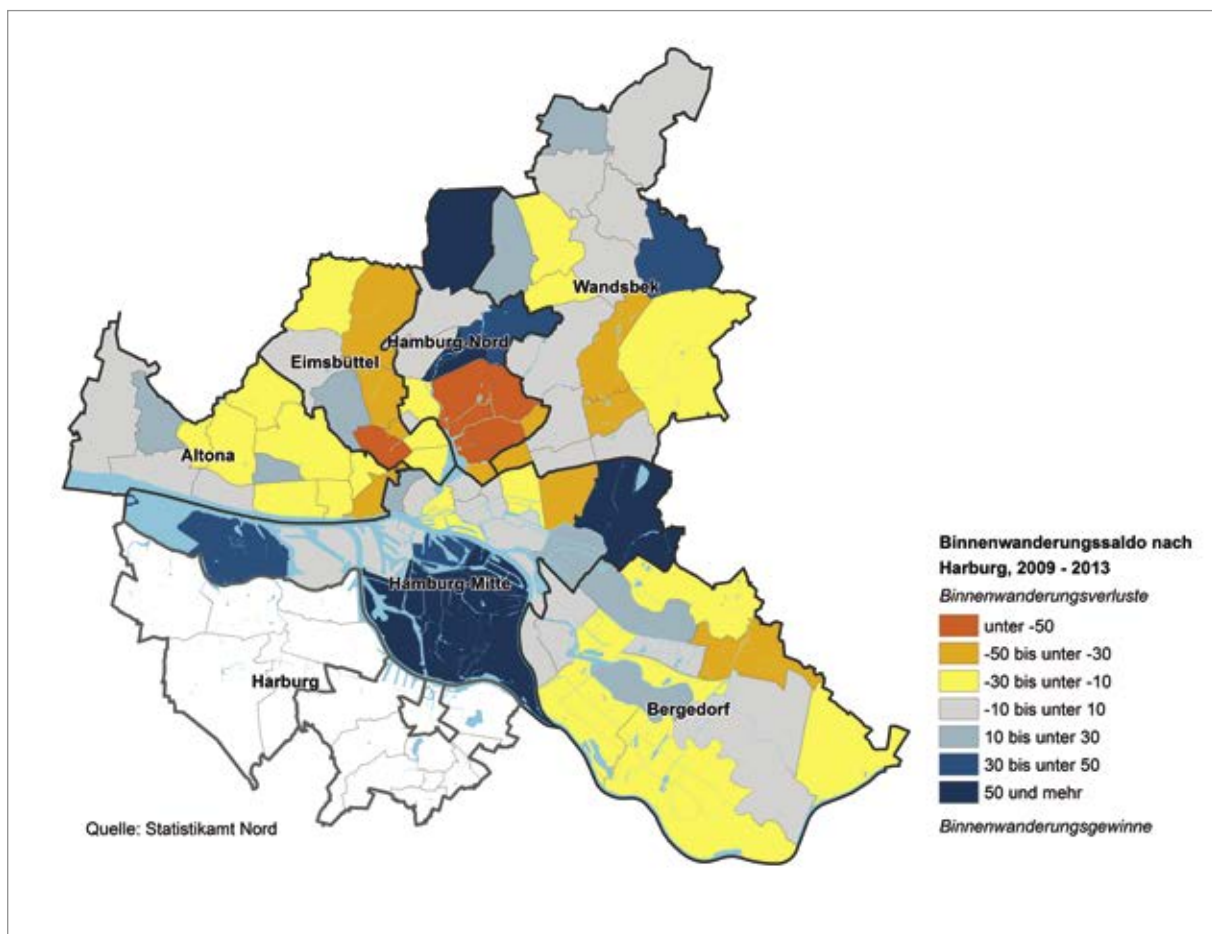 Wandsbek
Hamburg-Nord
Eimsbüttel
Altona
Hamburg-Mitte
Harburg
Bergedorf
Binnenwanderungssaldo nach
Harburg, 2009 - 2013
Binnenwanderungsverluste
unter -50
-50 bis unter -30
-30 bis unter -10
-10 bis unter 10
10 bis unter 30
30 bis unter 50
50 und mehr
Binnenwanderungsgewinne
Quelle: Statistikamt Nord